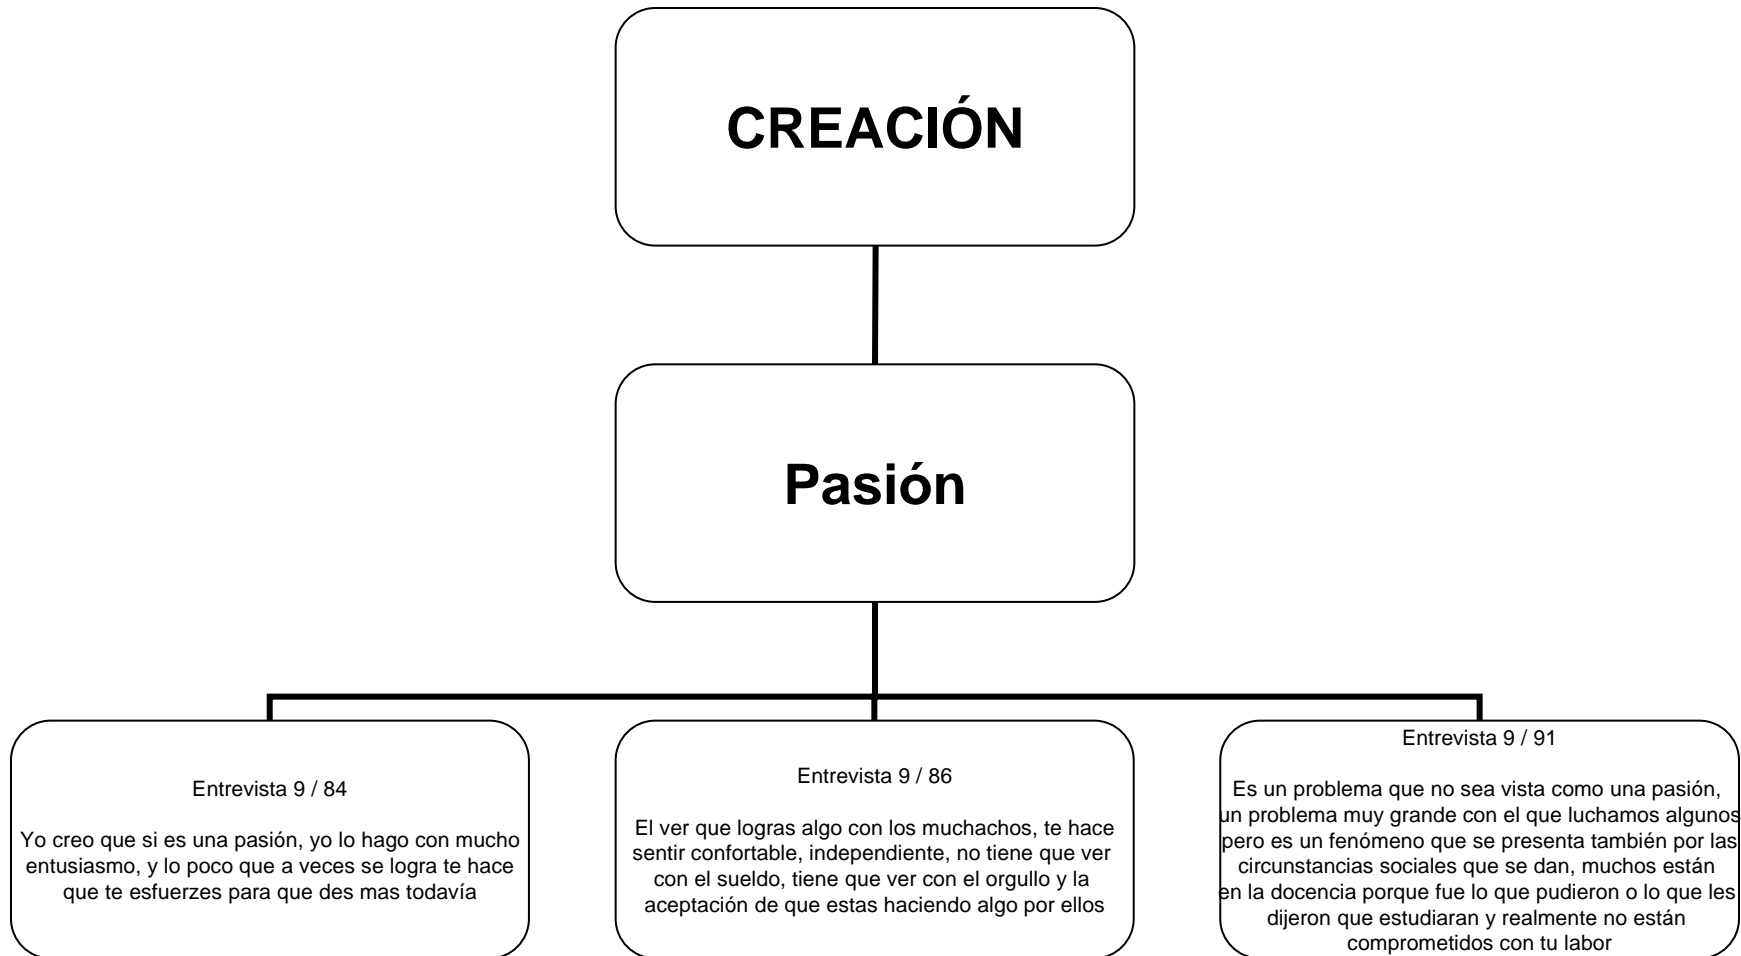 CREACIÓN
Pasión
Entrevista 9 / 84
Yo creo que si es una pasión, yo lo hago con mucho
entusiasmo, y lo poco que a veces se logra te hace
que te esfuerzes para que des mas todavía
Entrevista 9 / 86
El ver que logras algo con los muchachos, te hace
sentir confortable, independiente, no tiene que ver
con el sueldo, tiene que ver con el orgullo y la
aceptación de que estas haciendo algo por ellos
Entrevista 9 / 91
Es un problema que no sea vista como una pasión,
un problema muy grande con el que luchamos algunos
pero es un fenómeno que se presenta también por las
circunstancias sociales que se dan, muchos están
en la docencia porque fue lo que pudieron o lo que les
dijeron que estudiaran y realmente no están
comprometidos con tu labor